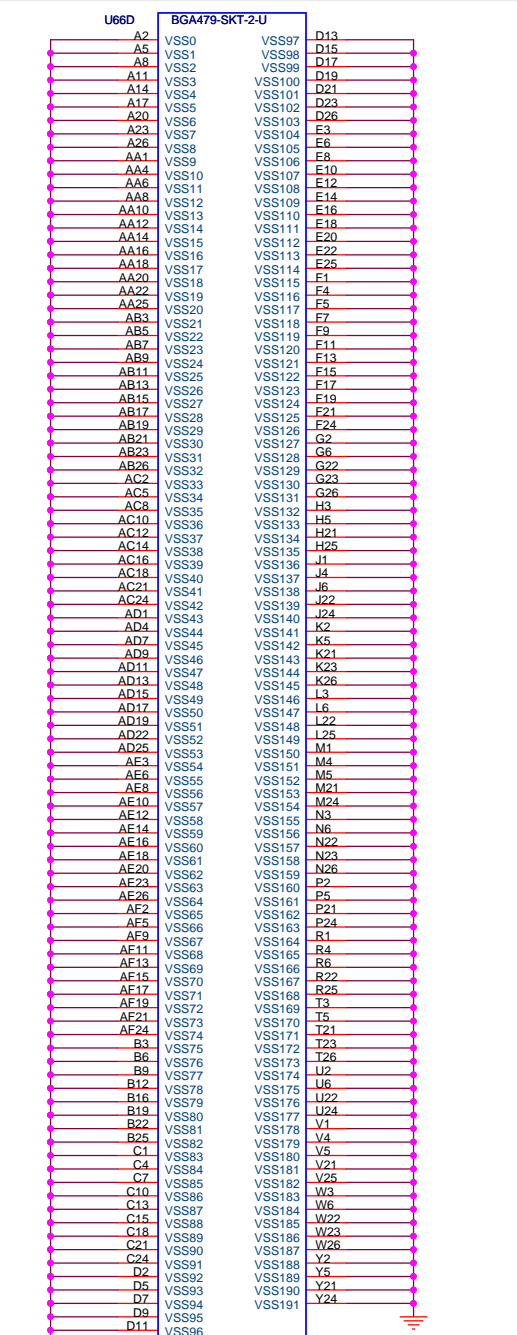 U66D BGA479-SKT-2-U
A2 VSS0 VSS97 D13
A5 VSS1 VSS98 D15
A8 VSS2 VSS99 D17
A11 VSS3 VSS100 D19
A14 VSS4 VSS101 D21
A17 VSS5 VSS102 D23
A20 VSS6 VSS103 D26
A23 VSS7 VSS104 E3
A26 VSS8 VSS105 E6
AA1 VSS9 VSS106 E8
AA4 VSS10 VSS107 E10
AA6 VSS11 VSS108 E12
AA8 VSS12 VSS109 E14
AA10 VSS13 VSS110 E16
AA12 VSS14 VSS111 E18
AA14 VSS15 VSS112 E20
AA16 VSS16 VSS113 E22
AA18 VSS17 VSS114 E25
AA20 VSS18 VSS115 F1
AA22 VSS19 VSS116 F4
AA25 VSS20 VSS117 F5
AB3 VSS21 VSS118 F7
AB5 VSS22 VSS119 F9
AB7 VSS23 VSS120 F11
AB9 VSS24 VSS121 F13
AB11 VSS25 VSS122 F15
AB13 VSS26 VSS123 F17
AB15 VSS27 VSS124 F19
AB17 VSS28 VSS125 F21
AB19 VSS29 VSS126 F24
AB21 VSS30 VSS127 G2
AB23 VSS31 VSS128 G6
AB26 VSS32 VSS129 G22
AC2 VSS33 VSS130 G23
AC5 VSS34 VSS131 G26
AC8 VSS35 VSS132 H3
AC10 VSS36 VSS133 H5
AC12 VSS37 VSS134 H21
AC14 VSS38 VSS135 H25
AC16 VSS39 VSS136 J1
AC18 VSS40 VSS137 J4
AC21 VSS41 VSS138 J6
AC24 VSS42 VSS139 J22
AD1 VSS43 VSS140 J24
AD4 VSS44 VSS141 K2
AD7 VSS45 VSS142 K5
AD9 VSS46 VSS143 K21
AD11 VSS47 VSS144 K23
AD13 VSS48 VSS145 K26
AD15 VSS49 VSS146 L3
AD17 VSS50 VSS147 L6
AD19 VSS51 VSS148 L22
AD22 VSS52 VSS149 L25
AD25 VSS53 VSS150 M1
AE3 VSS54 VSS151 M4
AE6 VSS55 VSS152 M5
AE8 VSS56 VSS153 M21
AE10 VSS57 VSS154 M24
AE12 VSS58 VSS155 N3
AE14 VSS59 VSS156 N6
AE16 VSS60 VSS157 N22
AE18 VSS61 VSS158 N23
AE20 VSS62 VSS159 N26
AE23 VSS63 VSS160 P2
AE26 VSS64 VSS161 P5
AF2 VSS65 VSS162 P21
AF5 VSS66 VSS163 P24
AF9 VSS67 VSS164 R1
AF11 VSS68 VSS165 R4
AF13 VSS69 VSS166 R6
AF15 VSS70 VSS167 R22
AF17 VSS71 VSS168 R25
AF19 VSS72 VSS169 T3
AF21 VSS73 VSS170 T5
AF24 VSS74 VSS171 T21
B3 VSS75 VSS172 T23
B6 VSS76 VSS173 T26
B9 VSS77 VSS174 U2
B12 VSS78 VSS175 U6
B16 VSS79 VSS176 U22
B19 VSS80 VSS177 U24
B22 VSS81 VSS178 V1
B25 VSS82 VSS179 V4
C1 VSS83 VSS180 V5
C4 VSS84 VSS181 V21
C7 VSS85 VSS182 V25
C10 VSS86 VSS183 W3
C13 VSS87 VSS184 W6
C15 VSS88 VSS185 W22
C18 VSS89 VSS186 W23
C21 VSS90 VSS187 W26
C24 VSS91 VSS188 Y2
D2 VSS92 VSS189 Y5
D5 VSS93 VSS190 Y21
D7 VSS94 VSS191 Y24
D9 VSS95
D11 VSS96